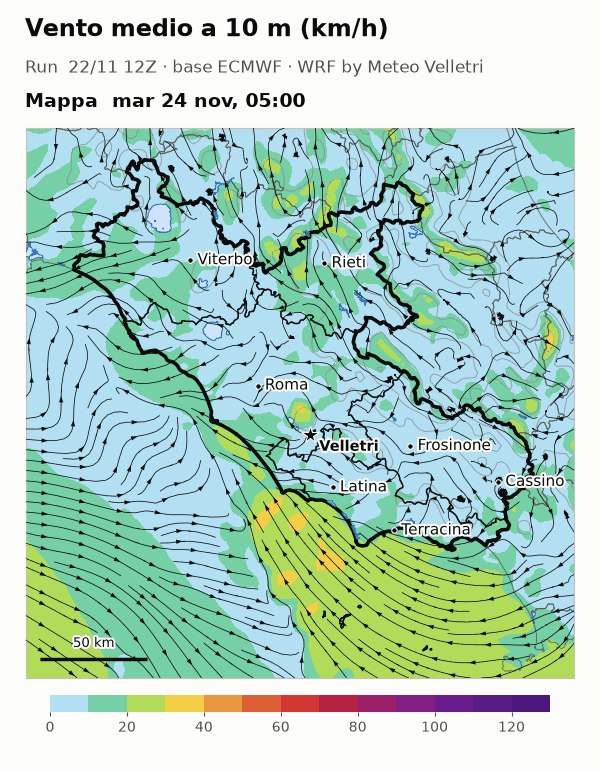 Vento medio a 10 m (km/h)
Run 22/11 12Z · base ECMWF · WRF by Meteo Velletri
Mappa mar 24 nov, 05:00
Viterbo
Rieti
Roma
Velletri
Frosinone
Cassino
Latina
Terracina
50 km
0 20 40 60 80 100 120